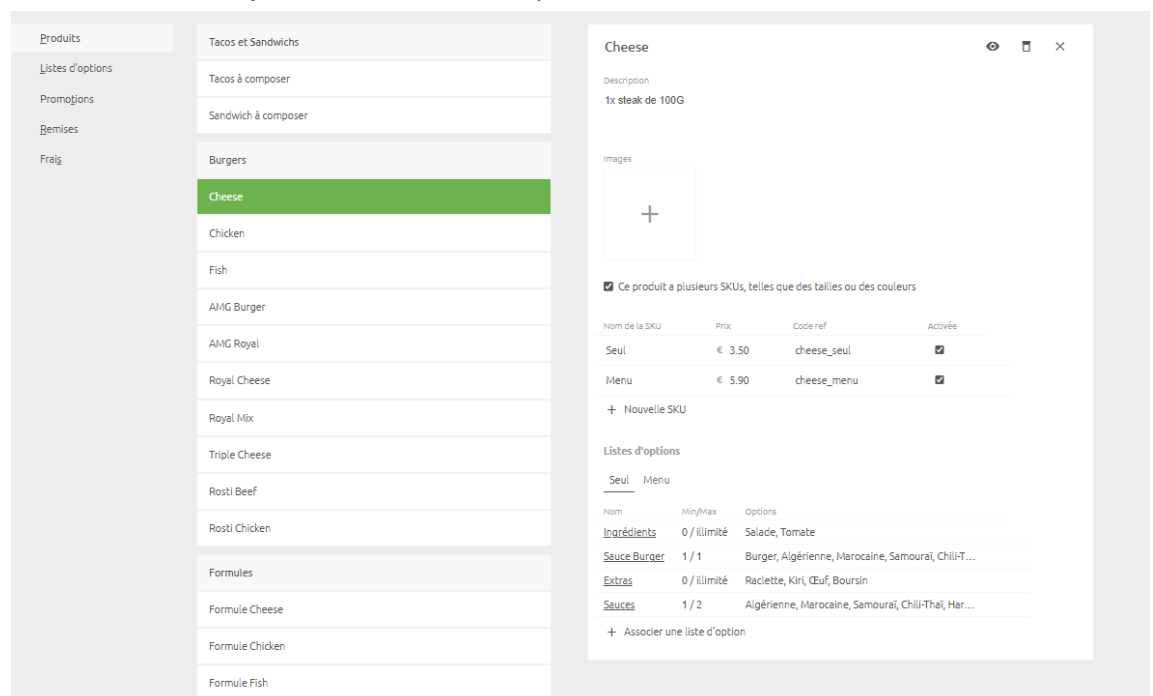 Produits
Listes d'options
Promotions
Remises
Frais
Tacos et Sandwichs
Tacos à composer
Sandwich à composer
Burgers
Cheese
Chicken
Fish
AMG Burger
AMG Royal
Royal Cheese
Royal Mix
Triple Cheese
Rosti Beef
Rosti Chicken
Formules
Formule Cheese
Formule Chicken
Formule Fish
Cheese
Description
1x steak de 100G
Images
Ce produit a plusieurs SKUs, telles que des tailles ou des couleurs
Nom de la SKU Prix Code ref Activée
Seul € 3.50 cheese_seul
Menu € 5.90 cheese_menu
+ Nouvelle SKU
Listes d'options
Seul Menu
Nom Min/Max Options
Ingrédients 0 / illimité Salade, Tomate
Sauce Burger 1 / 1 Burger, Algérienne, Marocaine, Samouraï, Chili-T...
Extras 0 / illimité Raclette, Kiri, Œuf, Boursin
Sauces 1 / 2 Algérienne, Marocaine, Samouraï, Chili-Thaï, Har...
+ Associer une liste d'option